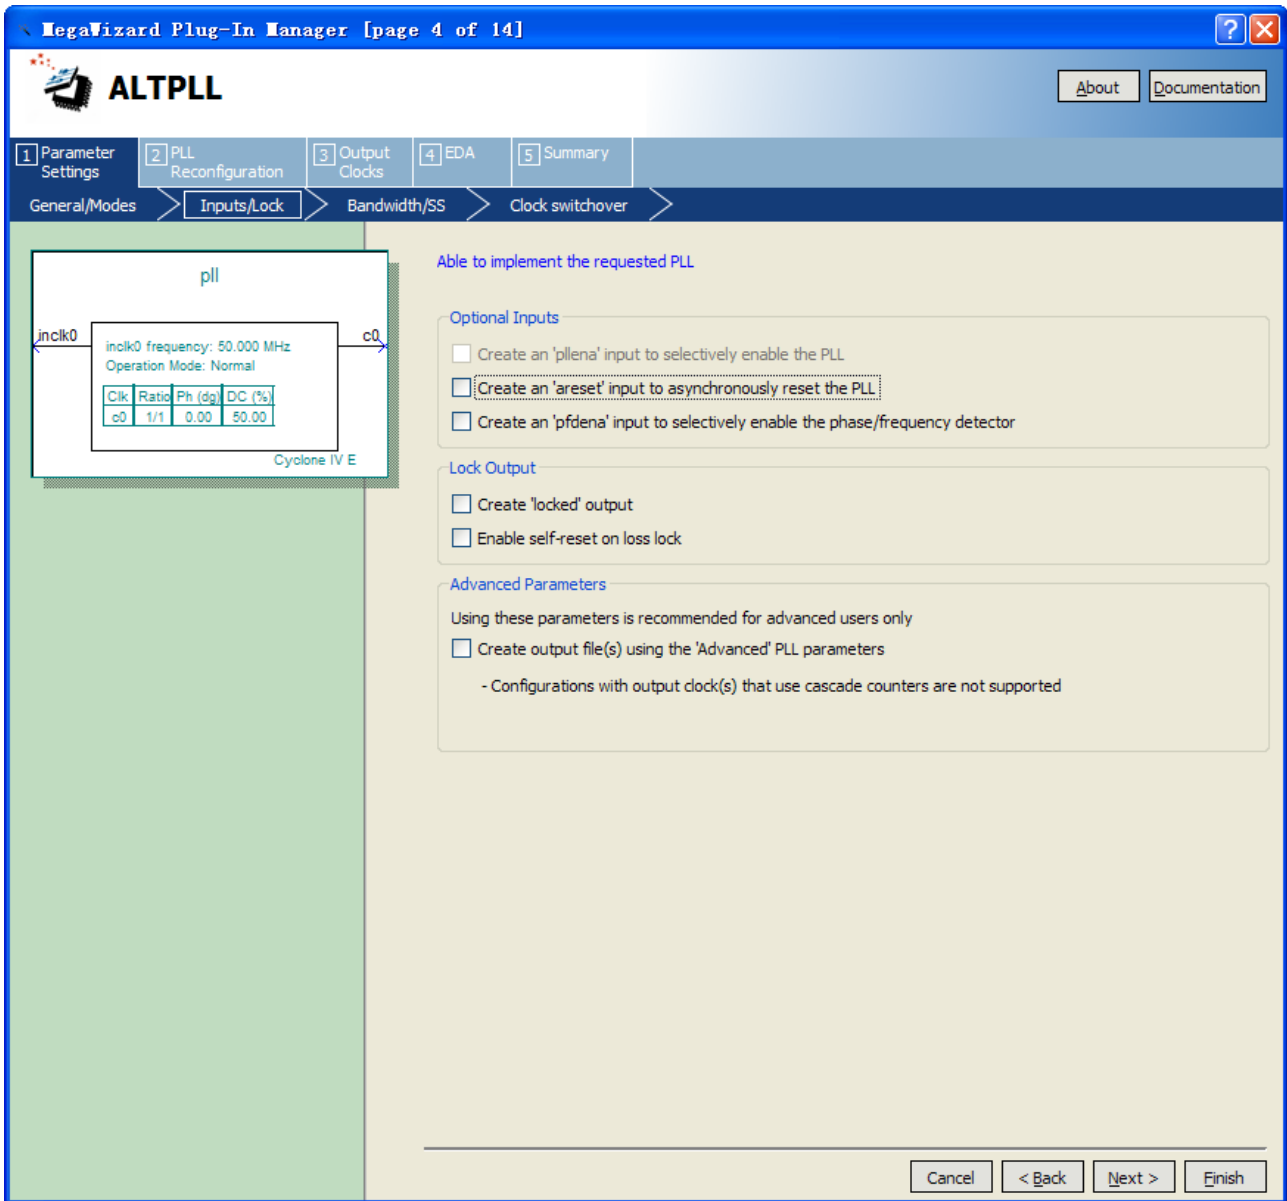 MegaWizard Plug-In Manager [page 4 of 14]
ALTPLL
About
Documentation
1 Parameter Settings
2 PLL Reconfiguration
3 Output Clocks
4 EDA
5 Summary
General/Modes
Inputs/Lock
Bandwidth/SS
Clock switchover
pll
inclk0
c0
inclk0 frequency: 50.000 MHz
Operation Mode: Normal
Clk Ratio Ph (dg) DC (%)
c0 1/1 0.00 50.00
Cyclone IV E
Able to implement the requested PLL
Optional Inputs
Create an 'pllena' input to selectively enable the PLL
Create an 'areset' input to asynchronously reset the PLL
Create an 'pfdena' input to selectively enable the phase/frequency detector
Lock Output
Create 'locked' output
Enable self-reset on loss lock
Advanced Parameters
Using these parameters is recommended for advanced users only
Create output file(s) using the 'Advanced' PLL parameters
- Configurations with output clock(s) that use cascade counters are not supported
Cancel
< Back
Next >
Finish